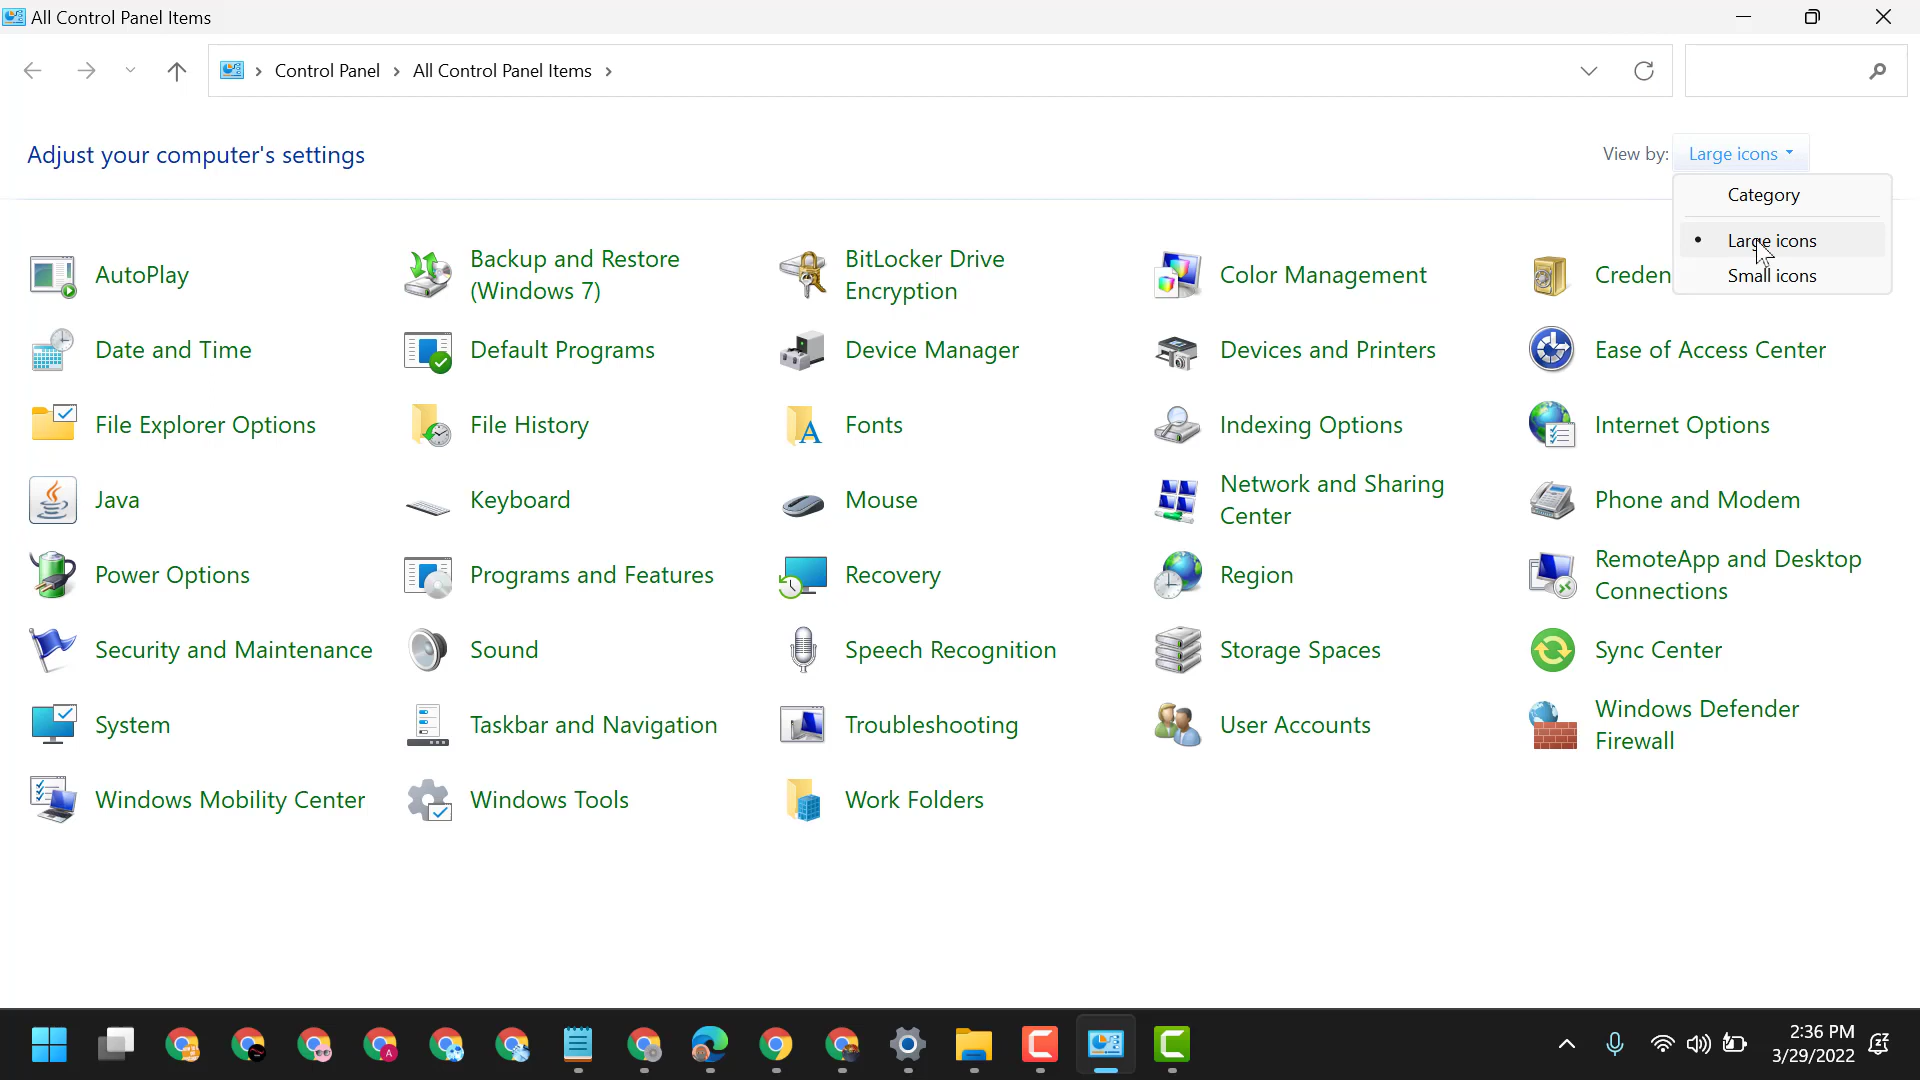 All Control Panel Items
Control Panel > All Control Panel Items >
Adjust your computer's settings
View by: Large icons
Category
Large icons
Small icons
AutoPlay
Backup and Restore
(Windows 7)
BitLocker Drive
Encryption
Color Management
Creden
Date and Time
Default Programs
Device Manager
Devices and Printers
Ease of Access Center
File Explorer Options
File History
Fonts
Indexing Options
Internet Options
Java
Keyboard
Mouse
Network and Sharing
Center
Phone and Modem
Power Options
Programs and Features
Recovery
Region
RemoteApp and Desktop
Connections
Security and Maintenance
Sound
Speech Recognition
Storage Spaces
Sync Center
System
Taskbar and Navigation
Troubleshooting
User Accounts
Windows Defender
Firewall
Windows Mobility Center
Windows Tools
Work Folders
2:36 PM
3/29/2022